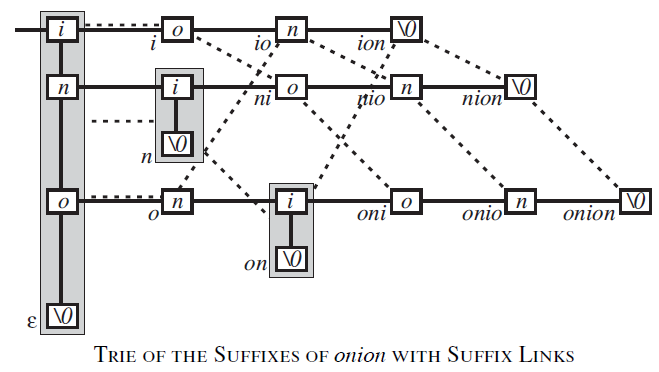 i o n \0
i io ion
n i o n \0
ni nio nion
\0
n
o n i o n \0
o oni onio onion
\0
on
\0
ε
TRIE OF THE SUFFIXES OF onion WITH SUFFIX LINKS